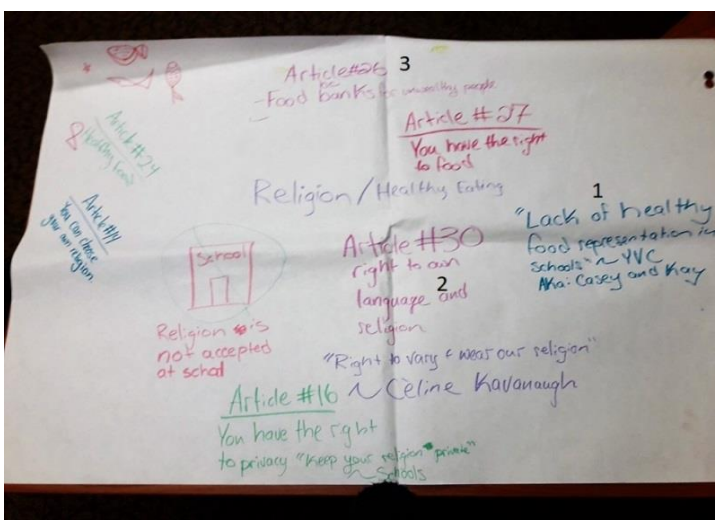 Article #26 3
-Food banks for unwealthy people
Article #27
You have the right
to food
Article #24
Healthy Food
8
Article #14
You can chose
your own religion
Religion / Healthy Eating
1
"Lack of healthy
food representation in
Schools" ~ YVC
Aka: Casey and Kay
School
Article #30
right to own
language and
2
religion
Religion is
not accepted
at schol
"Right to vary & wear our religion"
~ Celine Kavanaugh
Article #16
You have the right
to privacy "Keep your religion private"
~ Schools